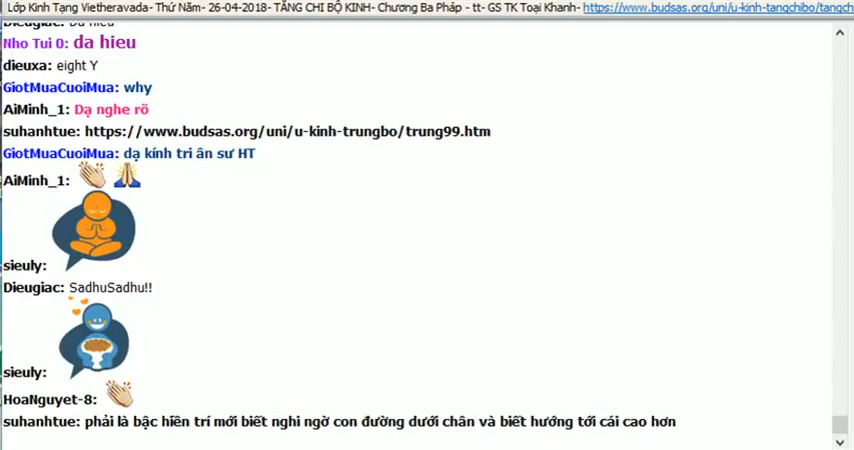 Lớp Kinh Tạng Vietheravada- Thứ Năm- 26-04-2018- TĂNG CHI BỘ KINH- Chương Ba Pháp - tt- GS TK Toại Khanh- https://www.budsas.org/uni/u-kinh-tangchibo/tangch
Dieugiac: Da hieu
Nho Tui 0: da hieu
dieuxa: eight Y
GiotMuaCuoiMua: why
AiMinh_1: Dạ nghe rõ
suhanhtue: https://www.budsas.org/uni/u-kinh-trungbo/trung99.htm
GiotMuaCuoiMua: dạ kính tri ân sư HT
AiMinh_1:
sieuly:
Dieugiac: SadhuSadhu!!
sieuly:
HoaNguyet-8:
suhanhtue: phải là bậc hiền trí mới biết nghi ngờ con đường dưới chân và biết hướng tới cái cao hơn